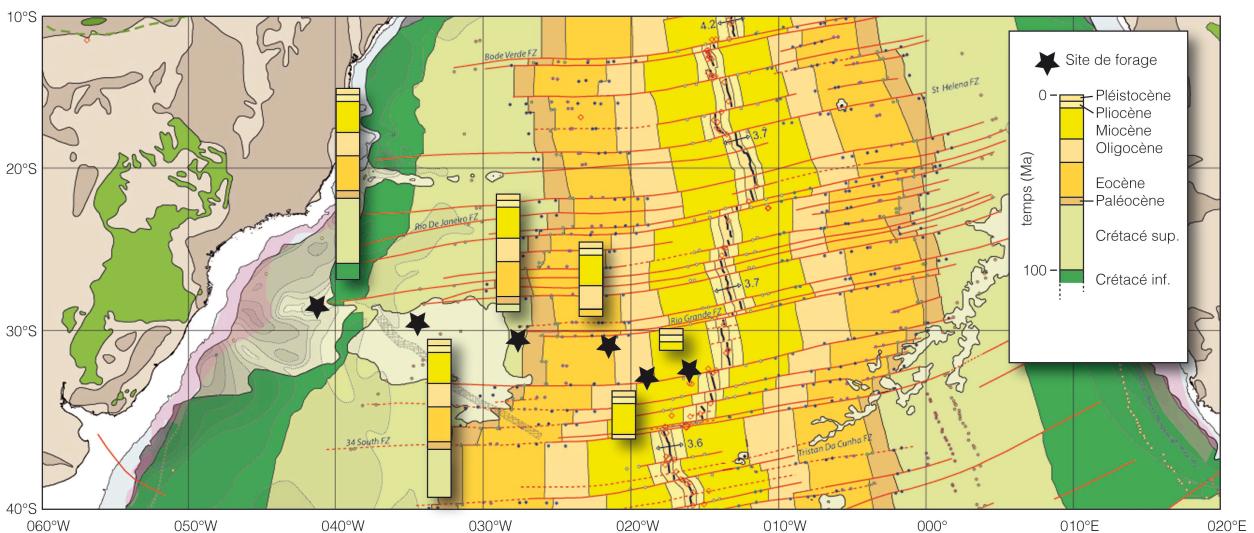 10°S
20°S
30°S
40°S
060°W
050°W
040°W
030°W
020°W
010°W
000°
010°E
020°E
Bode Verde FZ
4.2
St Helena FZ
3.7
Rio De Janeiro FZ
3.7
Rio Grande FZ
34 South FZ
3.6
Tristan Da Cunha FZ
Site de forage
temps (Ma)
0
100
Pléistocène
Pliocène
Miocène
Oligocène
Eocène
Paléocène
Crétacé sup.
Crétacé inf.